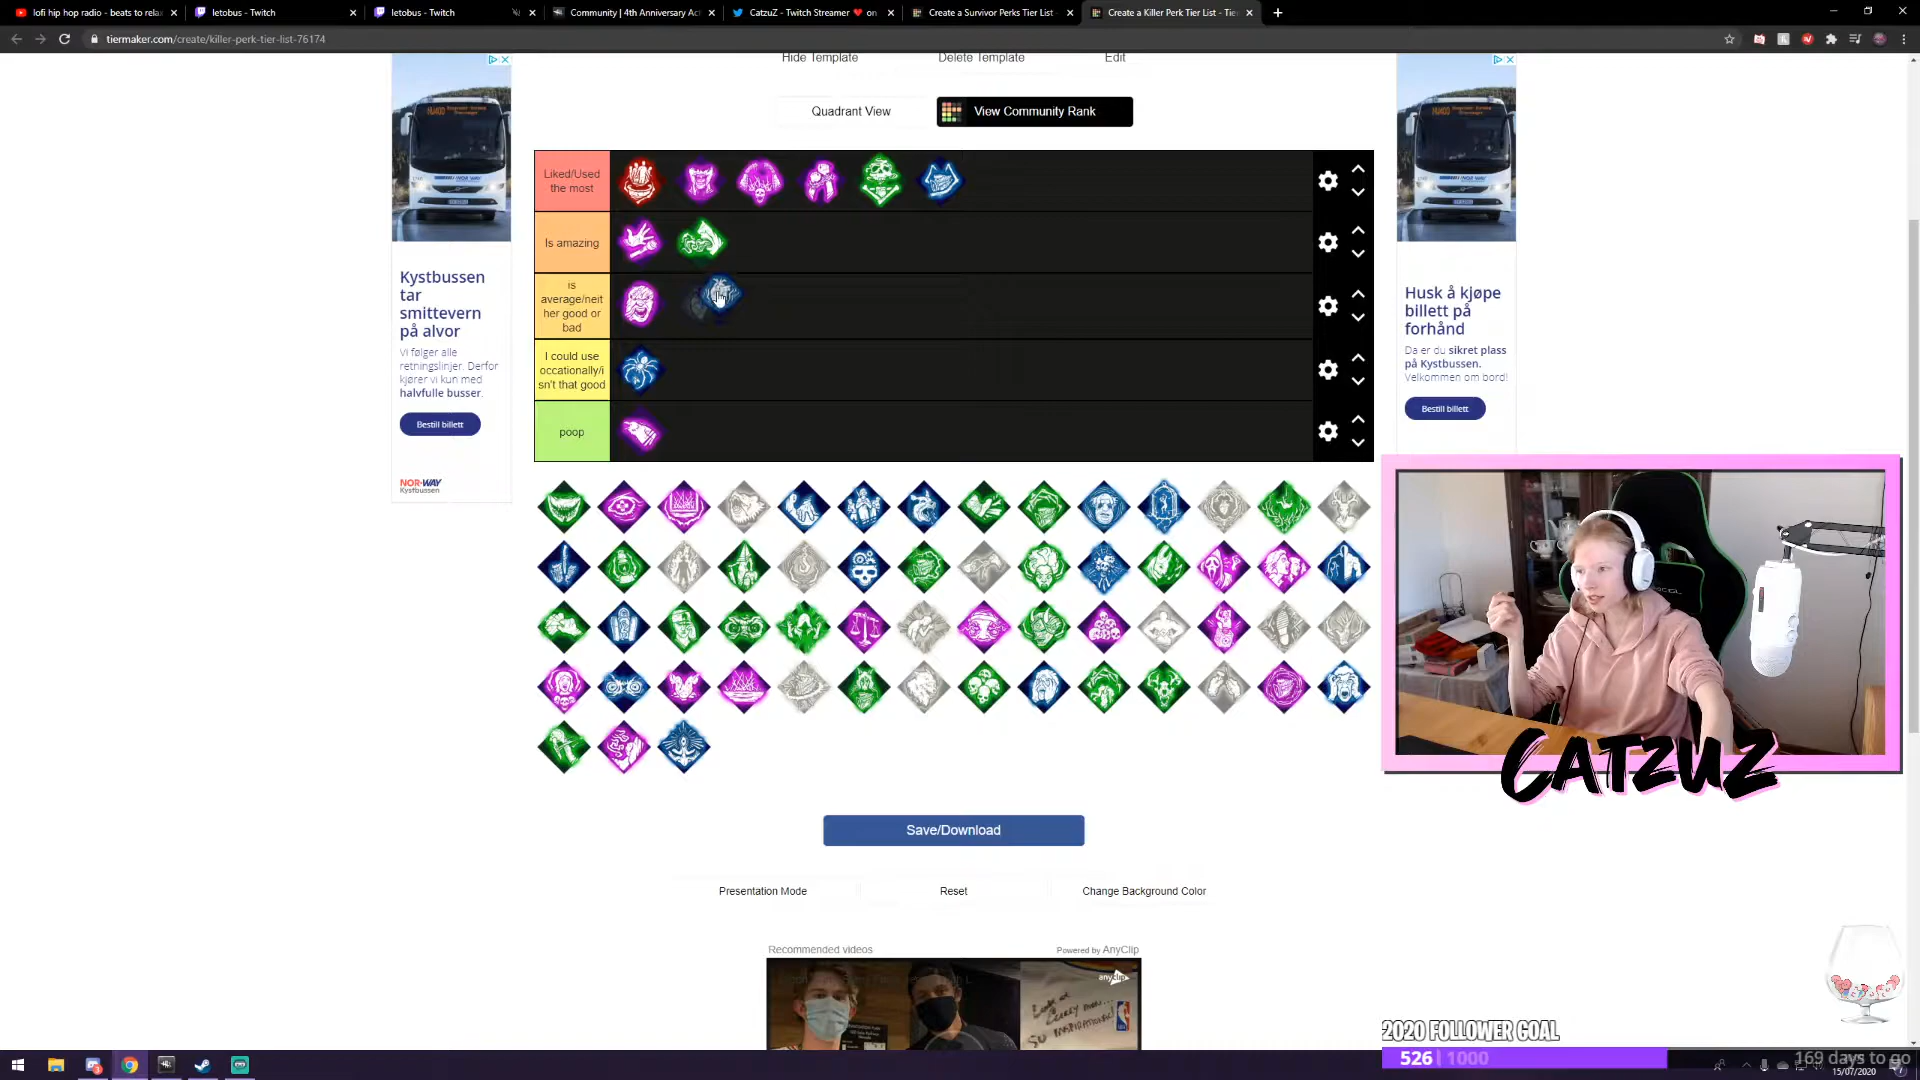 lofi hip hop radio - beats to rela
letobus - Twitch
letobus - Twitch
Community | 4th Anniversary Ac
CatzuZ - Twitch Streamer ❤ on
Create a Survivor Perks Tier List -
Create a Killer Perk Tier List - Tie
tiermaker.com/create/killer-perk-tier-list-76174
Hide Template
Delete Template
Edit
Quadrant View
View Community Rank
Liked/Used
the most
Is amazing
is
average/neit
her good or
bad
I could use
occationally/i
sn't that good
poop
Kystbussen
tar
smittevern
på alvor
Vi følger alle
retningslinjer. Derfor
kjører vi kun med
halvfulle busser.
Bestill billett
NOR-WAY
Kystbussen
Husk å kjøpe
billett på
forhånd
Da er du sikret plass
på Kystbussen.
Velkommen om bord!
Bestill billett
CATZUZ
Save/Download
Presentation Mode
Reset
Change Background Color
Recommended videos
Powered by AnyClip
anyclip
2020 FOLLOWER GOAL
526 | 1000
169 days to go
15/07/2020